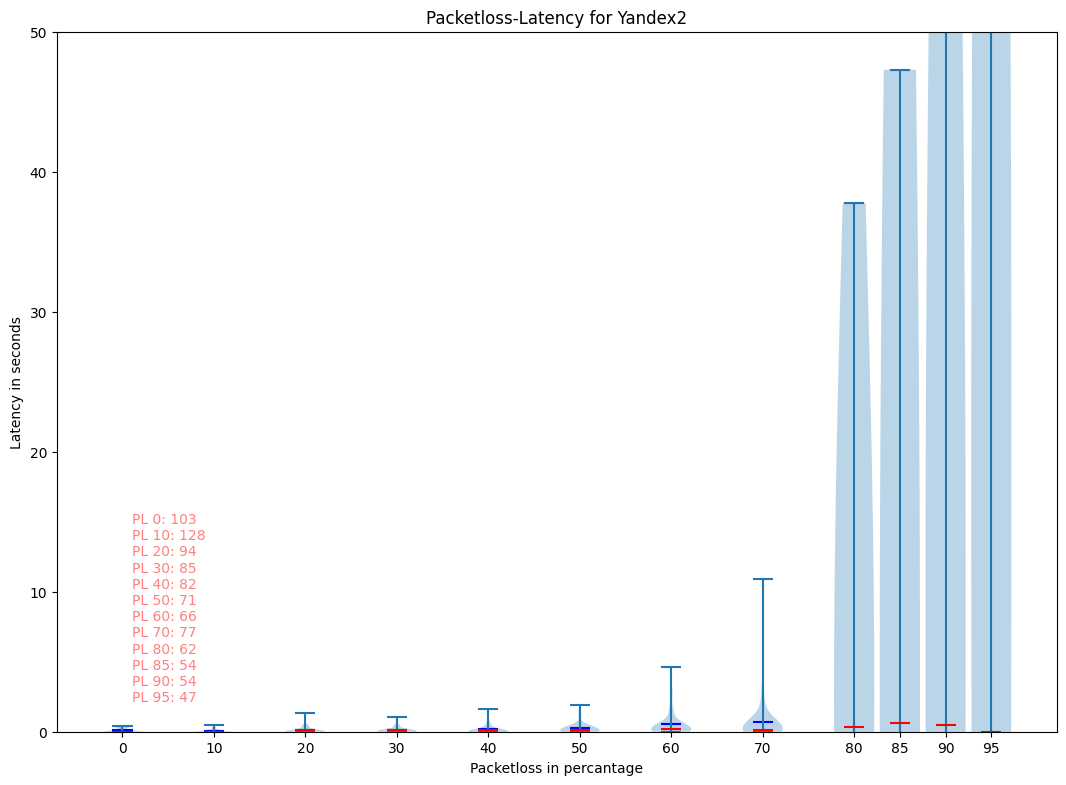 Packetloss-Latency for Yandex2
50
40
30
20
10
0
Latency in seconds
PL 0: 103
PL 10: 128
PL 20: 94
PL 30: 85
PL 40: 82
PL 50: 71
PL 60: 66
PL 70: 77
PL 80: 62
PL 85: 54
PL 90: 54
PL 95: 47
0 10 20 30 40 50 60 70 80 85 90 95
Packetloss in percantage